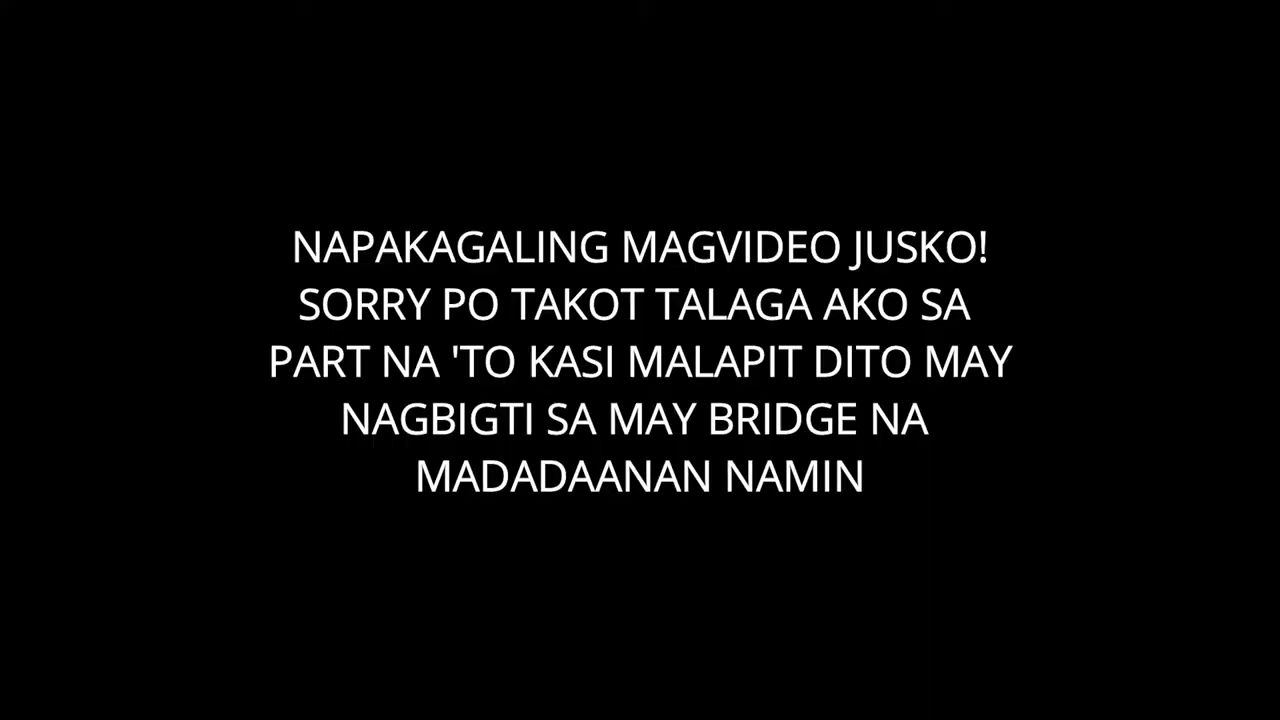 NAPAKAGALING MAGVIDEO JUSKO!
SORRY PO TAKOT TALAGA AKO SA
PART NA 'TO KASI MALAPIT DITO MAY
NAGBIGTI SA MAY BRIDGE NA
MADADAANAN NAMIN